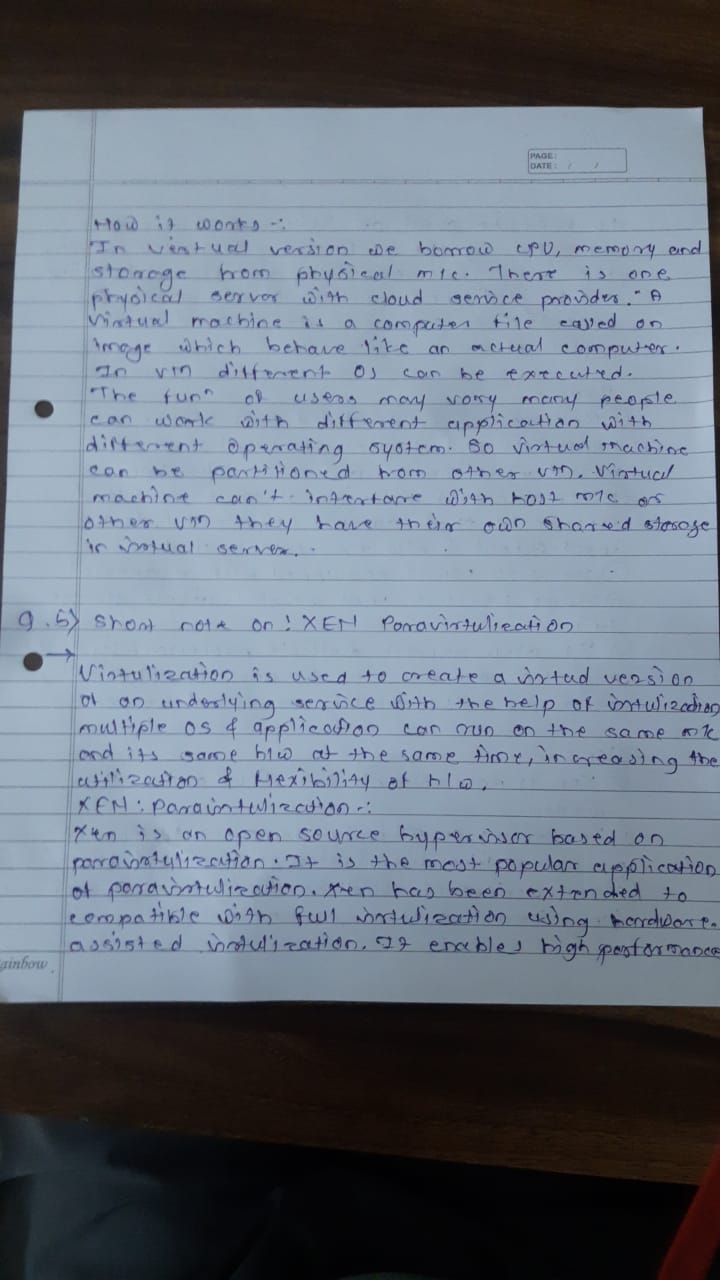 PAGE:
DATE: / /
How it works -:
In virtual version we borrow CPU, memory and
storage from physical m/c. There is one
physical server with cloud service provider. A
virtual machine is a computer file called on
image which behave like an actual computer.
In vm different OS can be executed.
The funⁿ of users may vary many people
can work with different application with
different operating system. So virtual machine
can be partitioned from other vm. Virtual
machine can't interfare with host m/c or
other vm they have their own shared storage
in virtual server.
Q.5) Short note on ! XEN Paravirtulization
→
Virtulization is used to create a virtual version
of an underlying service with the help of virtulization
multiple os & application can run on the same m/c
and its same h/w at the same time, increasing the
utilization & flexibility of h/w.
XEN : Paravirtulization -:
Xen is an open source hypervisor based on
paravirtylization. It is the most popular application
of paravirtulization. Xen has been extended to
compatible with full virtulization using hardware-
assisted virtulization. It enables high performance
ainbow